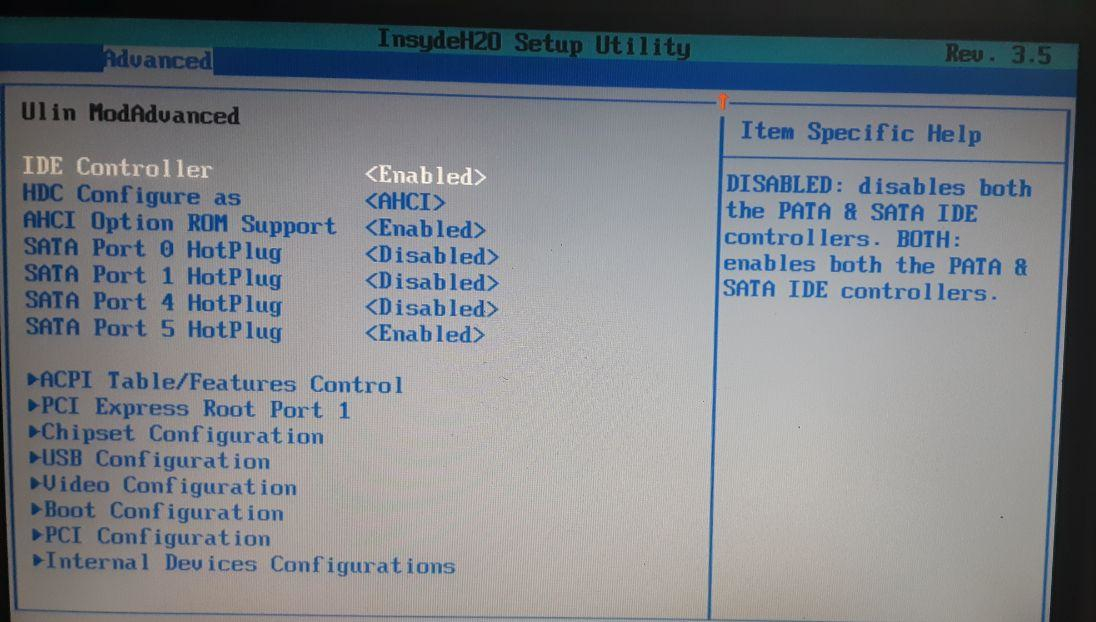 InsydeH2O Setup Utility
Rev. 3.5
Advanced
Ulin ModAdvanced
IDE Controller <Enabled>
HDC Configure as <AHCI>
AHCI Option ROM Support <Enabled>
SATA Port 0 HotPlug <Disabled>
SATA Port 1 HotPlug <Disabled>
SATA Port 4 HotPlug <Disabled>
SATA Port 5 HotPlug <Enabled>
▶ACPI Table/Features Control
▶PCI Express Root Port 1
▶Chipset Configuration
▶USB Configuration
▶Video Configuration
▶Boot Configuration
▶PCI Configuration
▶Internal Devices Configurations
Item Specific Help
DISABLED: disables both
the PATA & SATA IDE
controllers. BOTH:
enables both the PATA &
SATA IDE controllers.